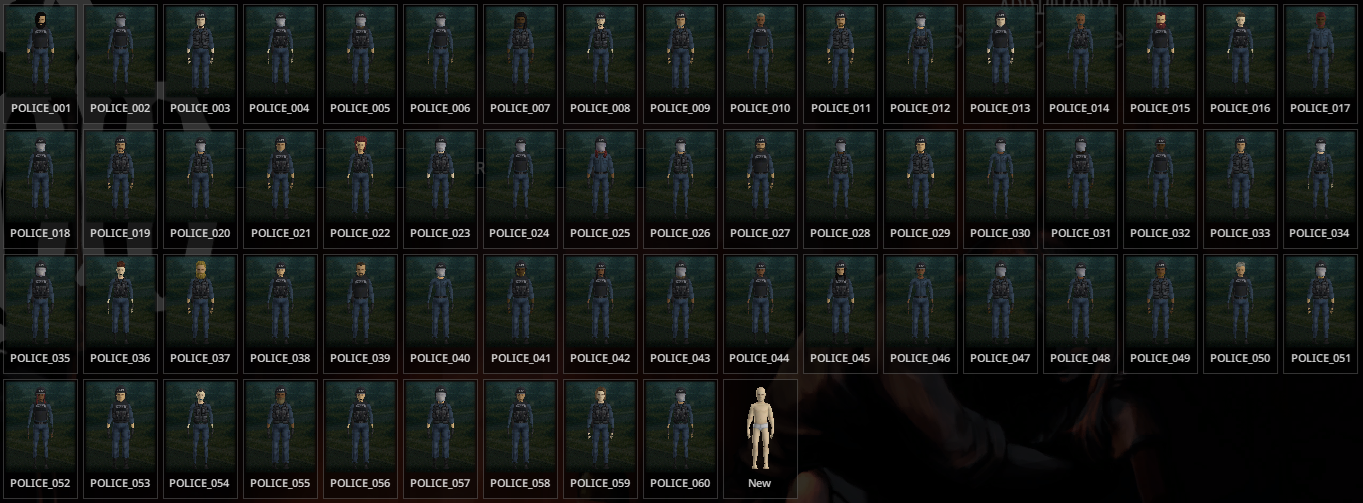 POLICE_001 POLICE_002 POLICE_003 POLICE_004 POLICE_005 POLICE_006 POLICE_007 POLICE_008 POLICE_009 POLICE_010 POLICE_011 POLICE_012 POLICE_013 POLICE_014 POLICE_015 POLICE_016 POLICE_017
POLICE_018 POLICE_019 POLICE_020 POLICE_021 POLICE_022 POLICE_023 POLICE_024 POLICE_025 POLICE_026 POLICE_027 POLICE_028 POLICE_029 POLICE_030 POLICE_031 POLICE_032 POLICE_033 POLICE_034
POLICE_035 POLICE_036 POLICE_037 POLICE_038 POLICE_039 POLICE_040 POLICE_041 POLICE_042 POLICE_043 POLICE_044 POLICE_045 POLICE_046 POLICE_047 POLICE_048 POLICE_049 POLICE_050 POLICE_051
POLICE_052 POLICE_053 POLICE_054 POLICE_055 POLICE_056 POLICE_057 POLICE_058 POLICE_059 POLICE_060 New